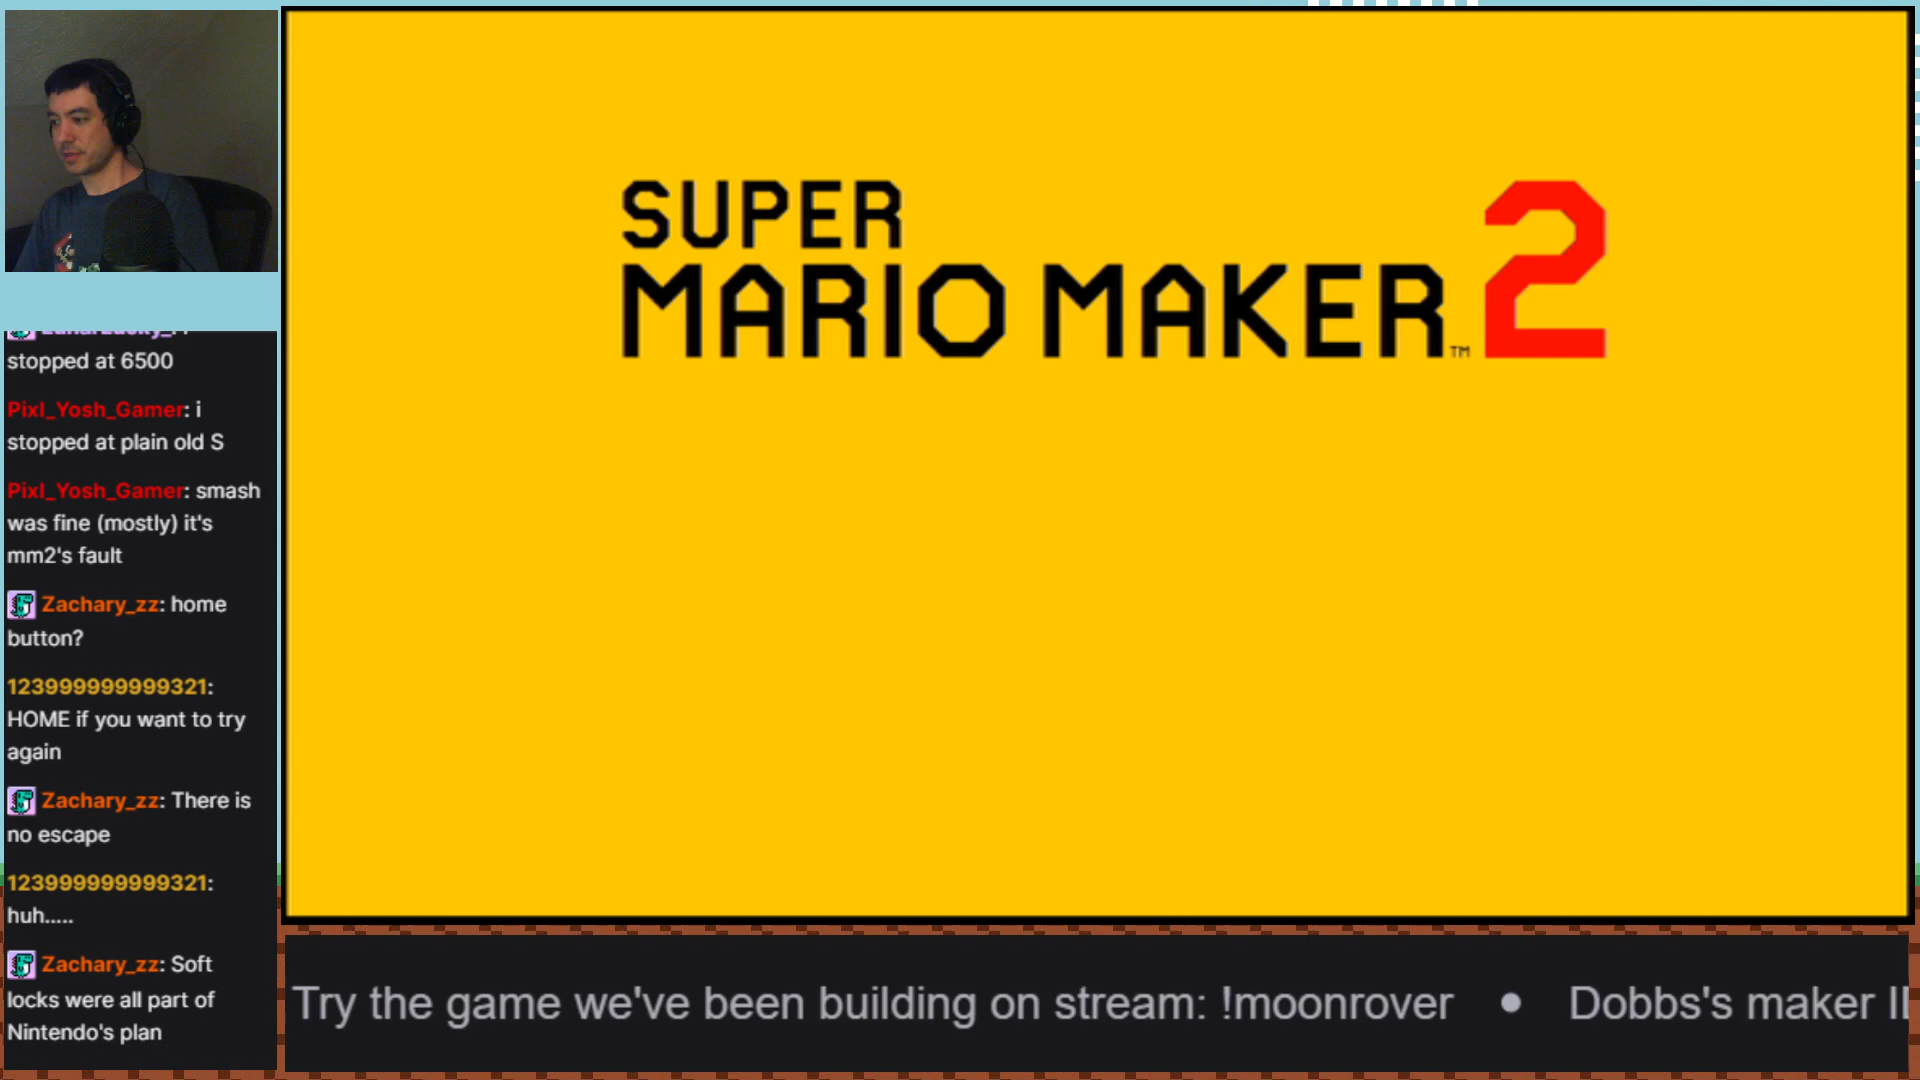 SUPER
MARIO MAKER™ 2
stopped at 6500
Pixl_Yosh_Gamer: i
stopped at plain old S
Pixl_Yosh_Gamer: smash
was fine (mostly) it's
mm2's fault
Zachary_zz: home
button?
123999999999321:
HOME if you want to try
again
Zachary_zz: There is
no escape
123999999999321:
huh.....
Zachary_zz: Soft
locks were all part of
Nintendo's plan
Try the game we've been building on stream: !moonrover • Dobbs's maker